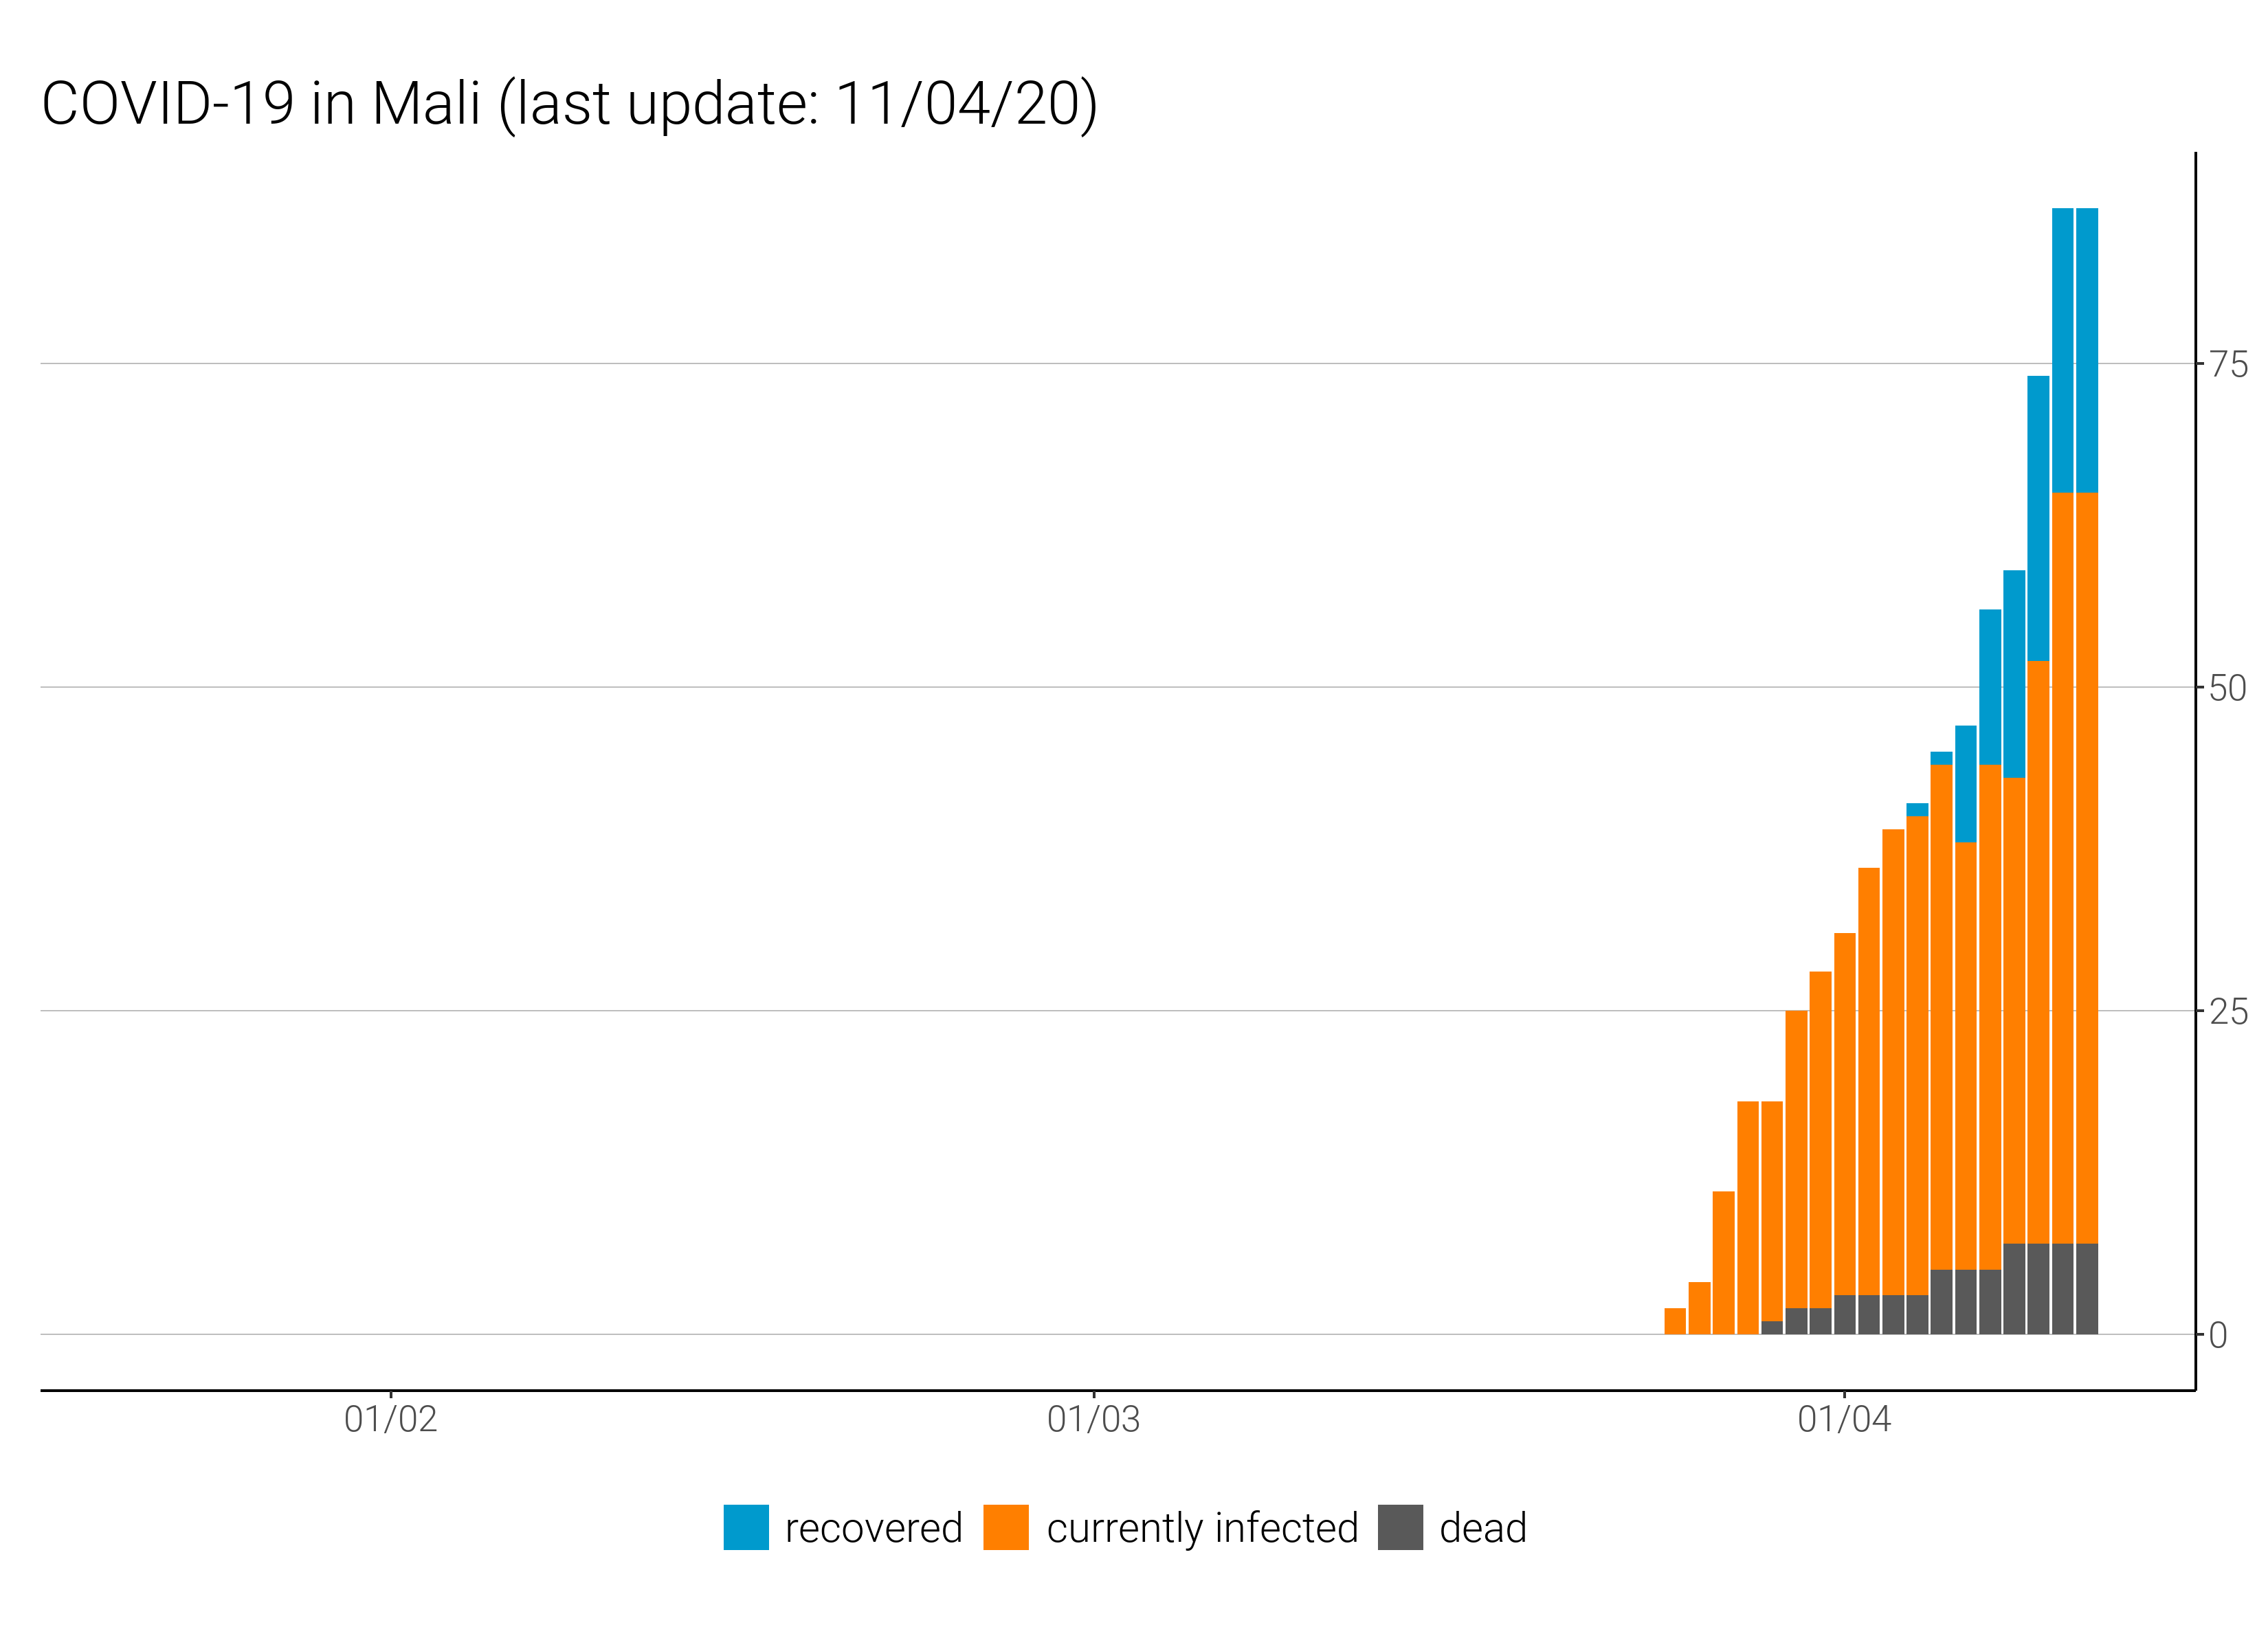 COVID-19 in Mali (last update: 11/04/20)
75
50
25
0
01/02 01/03 01/04
recovered currently infected dead